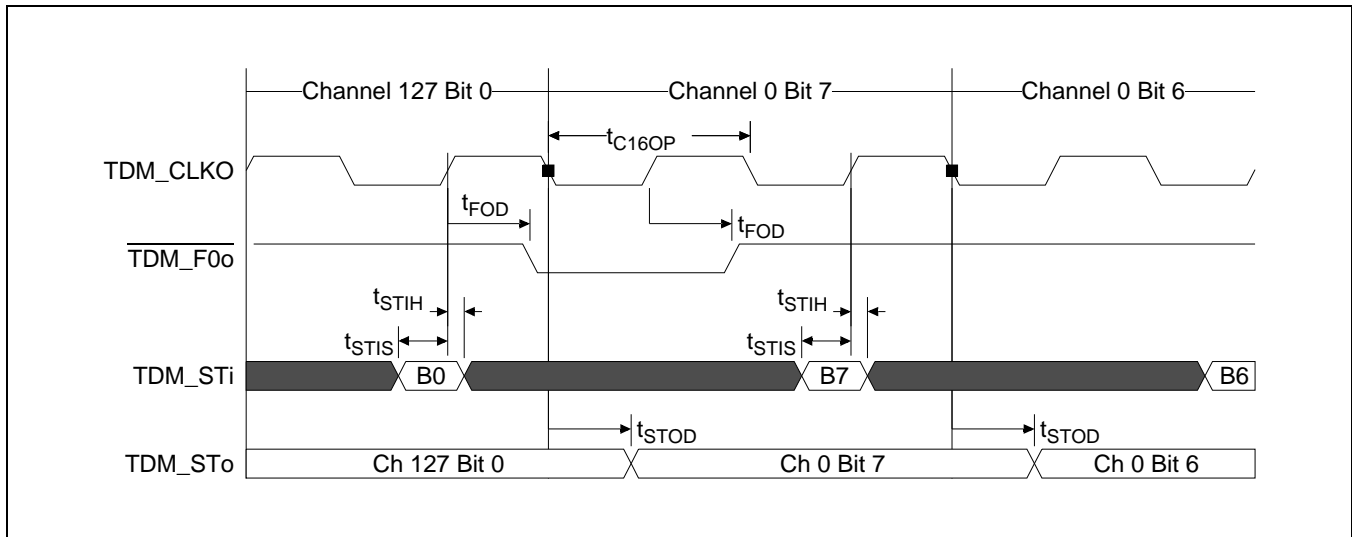 Channel 127 Bit 0 Channel 0 Bit 7 Channel 0 Bit 6
tC16OP
TDM_CLKO
tFOD tFOD
TDM_F0o
tSTIH tSTIH
tSTIS tSTIS
TDM_STi B0 B7 B6
tSTOD tSTOD
TDM_STo Ch 127 Bit 0 Ch 0 Bit 7 Ch 0 Bit 6